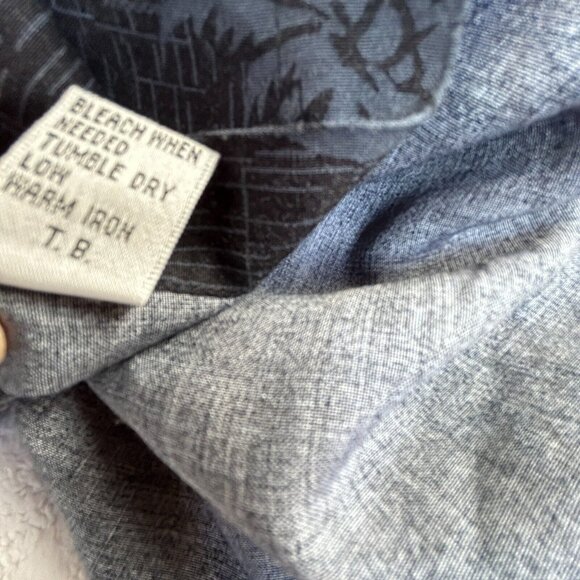 BLEACH WHEN
NEEDED
TUMBLE DRY
LOW
WARM IRON
T. B.